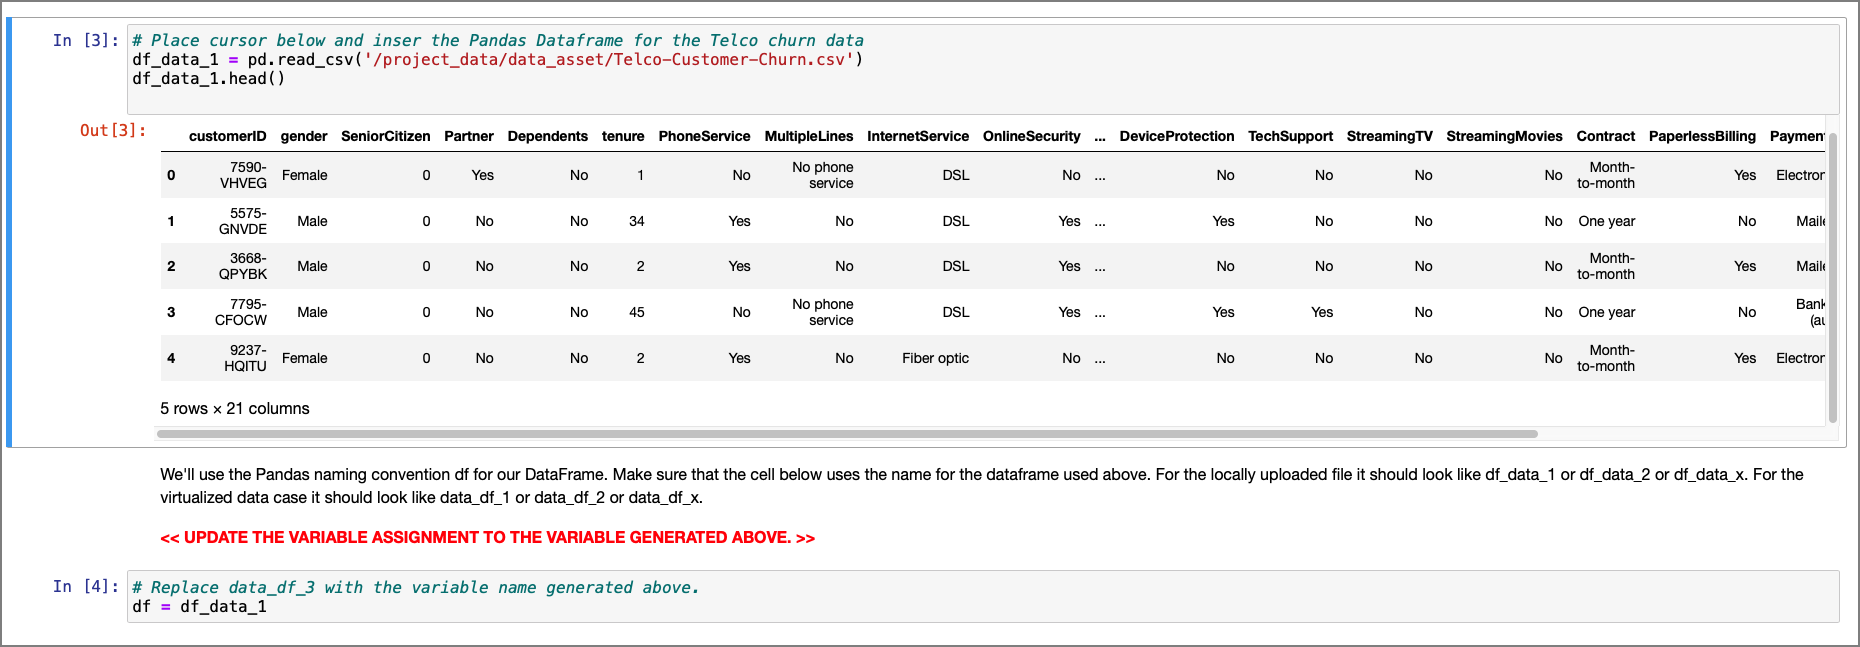 In [3]: # Place cursor below and inser the Pandas Dataframe for the Telco churn data
df_data_1 = pd.read_csv('/project_data/data_asset/Telco-Customer-Churn.csv')
df_data_1.head()
Out[3]:
customerID gender SeniorCitizen Partner Dependents tenure PhoneService MultipleLines InternetService OnlineSecurity ... DeviceProtection TechSupport StreamingTV StreamingMovies Contract PaperlessBilling Payment
0 7590-VHVEG Female 0 Yes No 1 No No phone service DSL No ... No No No No Month-to-month Yes Electron
1 5575-GNVDE Male 0 No No 34 Yes No DSL Yes ... Yes No No No One year No Maile
2 3668-QPYBK Male 0 No No 2 Yes No DSL Yes ... No No No No Month-to-month Yes Maile
3 7795-CFOCW Male 0 No No 45 No No phone service DSL Yes ... Yes Yes No No One year No Bank (au
4 9237-HQITU Female 0 No No 2 Yes No Fiber optic No ... No No No No Month-to-month Yes Electron
5 rows × 21 columns
We'll use the Pandas naming convention df for our DataFrame. Make sure that the cell below uses the name for the dataframe used above. For the locally uploaded file it should look like df_data_1 or df_data_2 or df_data_x. For the
virtualized data case it should look like data_df_1 or data_df_2 or data_df_x.
<< UPDATE THE VARIABLE ASSIGNMENT TO THE VARIABLE GENERATED ABOVE. >>
In [4]: # Replace data_df_3 with the variable name generated above.
df = df_data_1